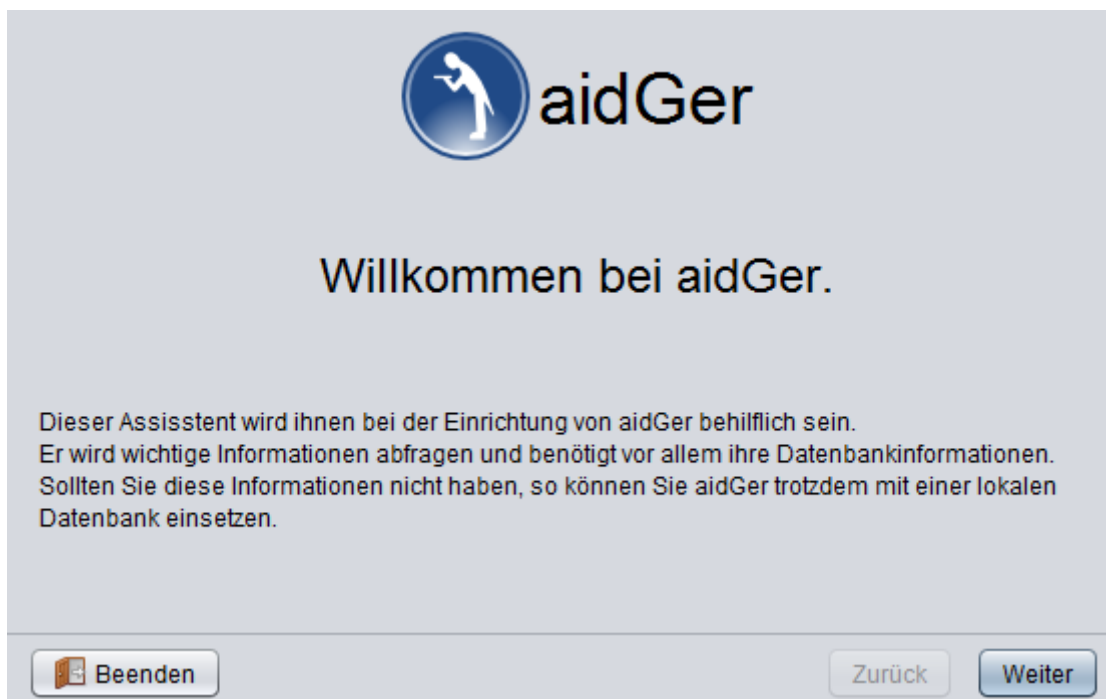 aidGer
Willkommen bei aidGer.
Dieser Assisstent wird ihnen bei der Einrichtung von aidGer behilflich sein.
Er wird wichtige Informationen abfragen und benötigt vor allem ihre Datenbankinformationen.
Sollten Sie diese Informationen nicht haben, so können Sie aidGer trotzdem mit einer lokalen
Datenbank einsetzen.
Beenden Zurück Weiter